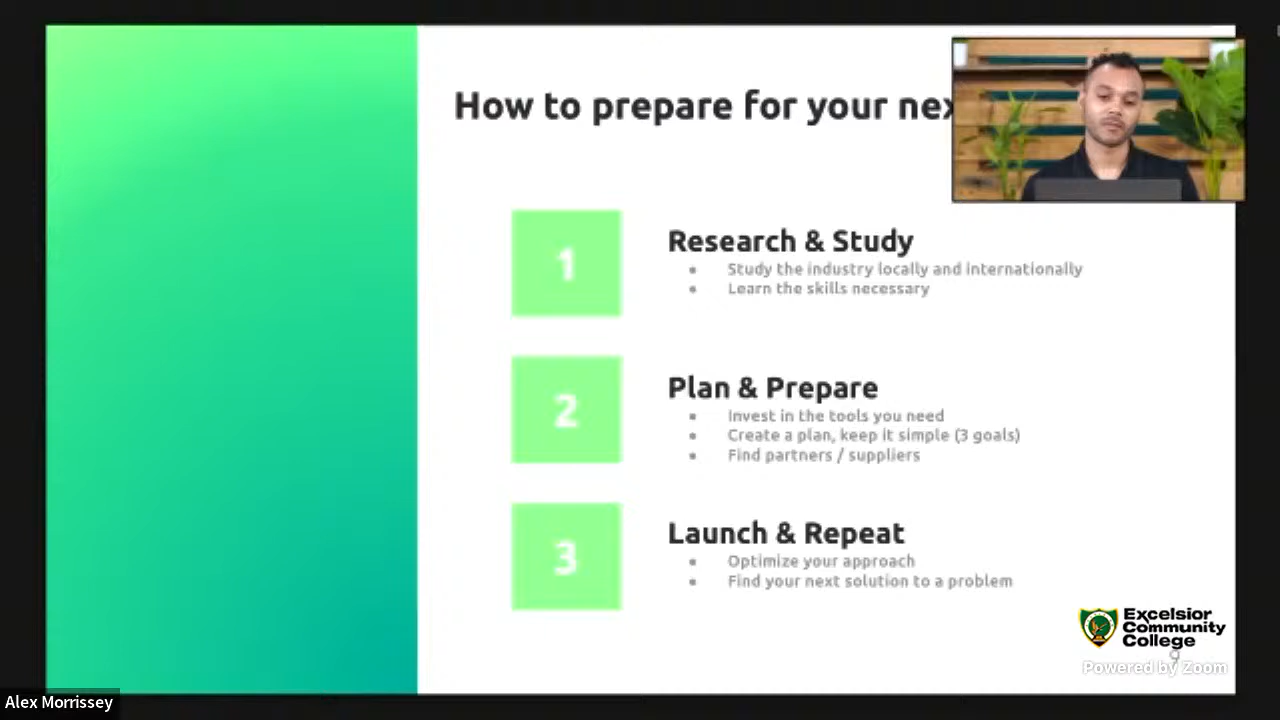 How to prepare for your nex
1
Research & Study
Study the industry locally and internationally
Learn the skills necessary
2
Plan & Prepare
Invest in the tools you need
Create a plan, keep it simple (3 goals)
Find partners / suppliers
3
Launch & Repeat
Optimize your approach
Find your next solution to a problem
Excelsior
Community
College
9
Powered by Zoom
Alex Morrissey